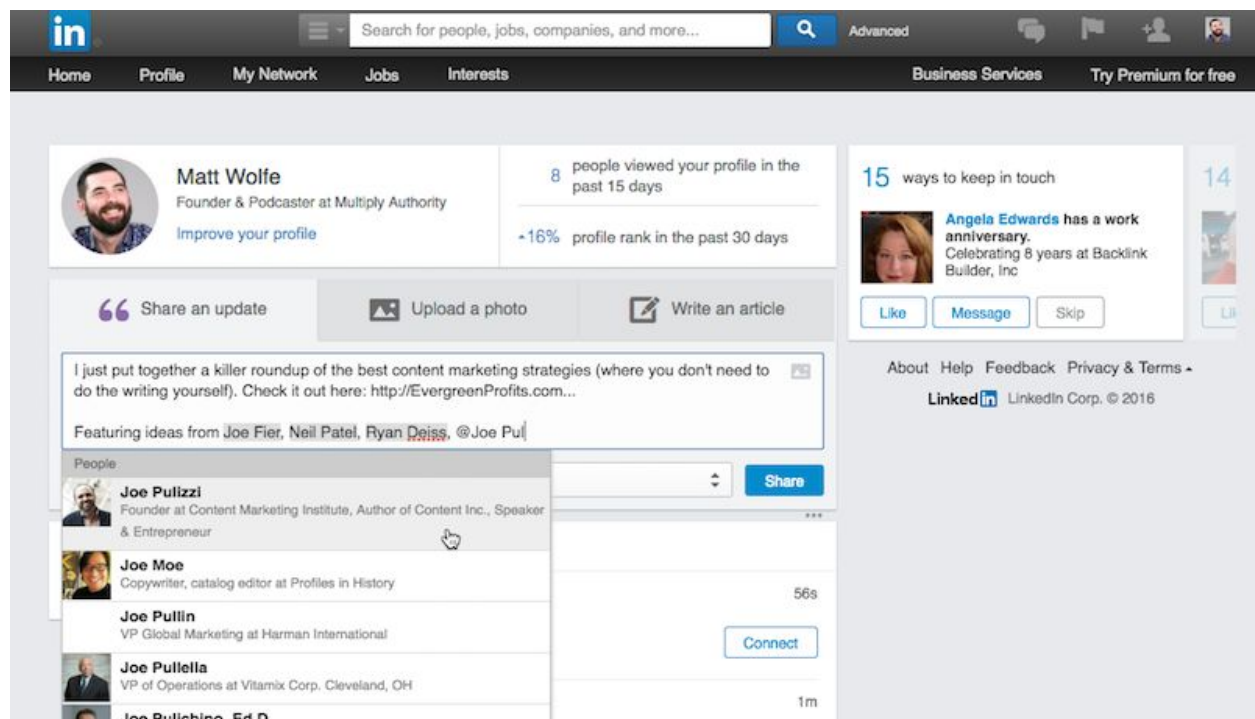 in
Search for people, jobs, companies, and more...
Advanced
Home Profile My Network Jobs Interests Business Services Try Premium for free
Matt Wolfe
Founder & Podcaster at Multiply Authority
Improve your profile
8 people viewed your profile in the
past 15 days
16% profile rank in the past 30 days
15 ways to keep in touch
14
Angela Edwards has a work
anniversary.
Celebrating 8 years at Backlink
Builder, Inc
Like Message Skip
Share an update Upload a photo Write an article
I just put together a killer roundup of the best content marketing strategies (where you don't need to
do the writing yourself). Check it out here: http://EvergreenProfits.com...
Featuring ideas from Joe Fier, Neil Patel, Ryan Deiss, @Joe Pul
About Help Feedback Privacy & Terms
Linked in LinkedIn Corp. © 2016
Share
People
Joe Pulizzi
Founder at Content Marketing Institute, Author of Content Inc., Speaker
& Entrepreneur
Joe Moe
Copywriter, catalog editor at Profiles in History
56s
Joe Pullin
VP Global Marketing at Harman International
Connect
Joe Pullella
VP of Operations at Vitamix Corp. Cleveland, OH
1m
Joe Pulichino, Ed.D.